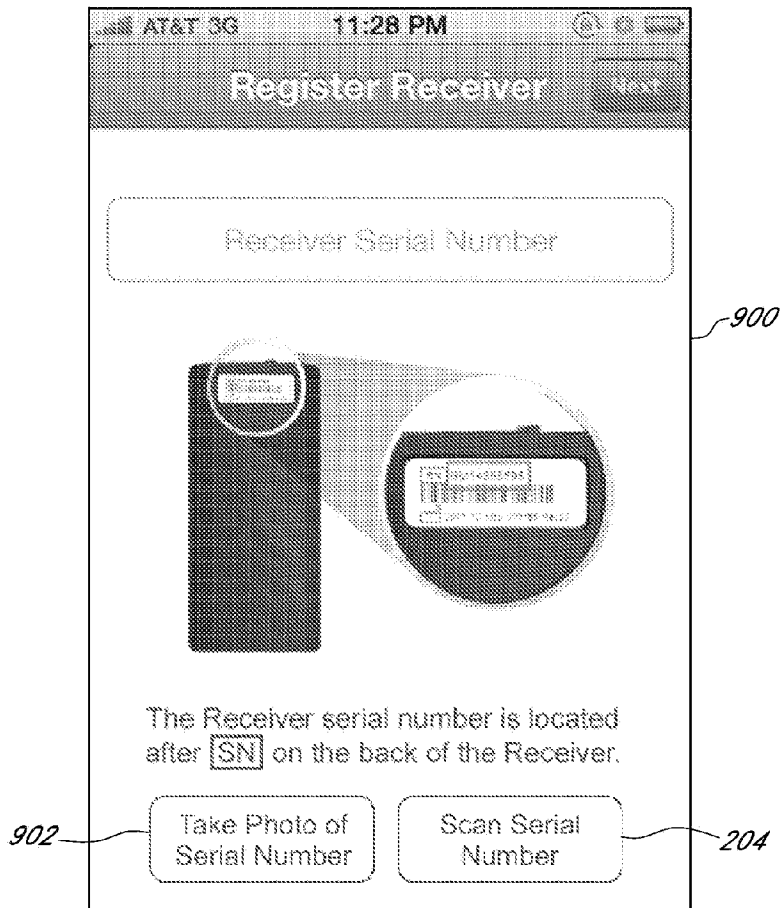 AT&T 3G 11:28 PM
Register Receiver Next
Receiver Serial Number
900
The Receiver serial number is located
after SN on the back of the Receiver.
902
Take Photo of
Serial Number
Scan Serial
Number
204